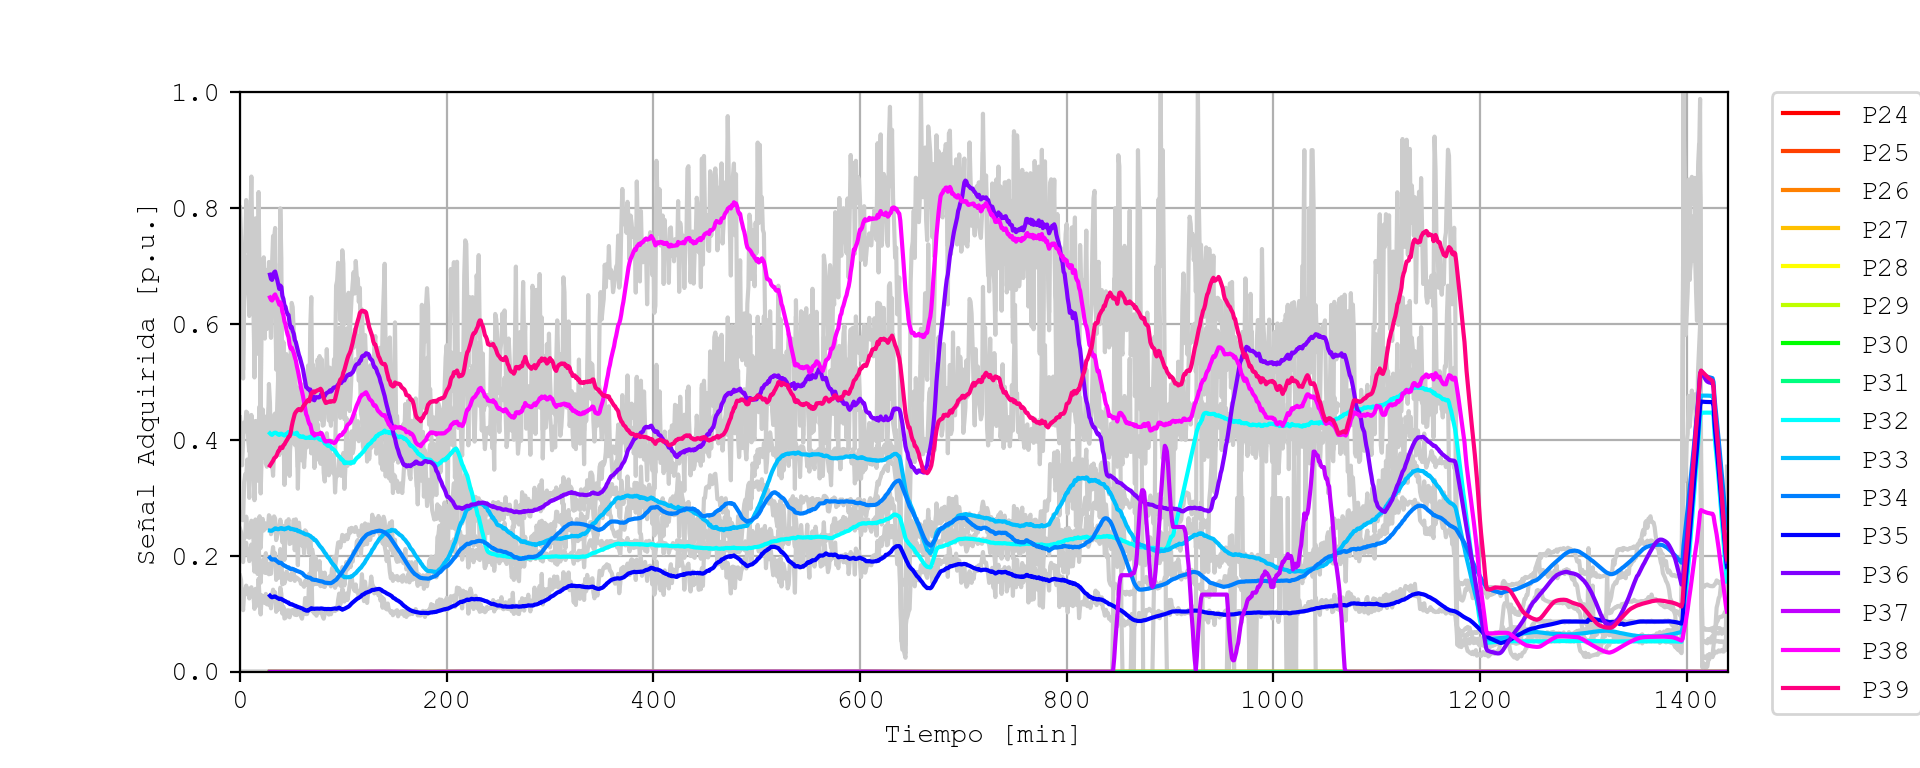 1.0
0.8
0.6
0.4
0.2
0.0
Señal Adquirida [p.u.]
0 200 400 600 800 1000 1200 1400
Tiempo [min]
P24
P25
P26
P27
P28
P29
P30
P31
P32
P33
P34
P35
P36
P37
P38
P39